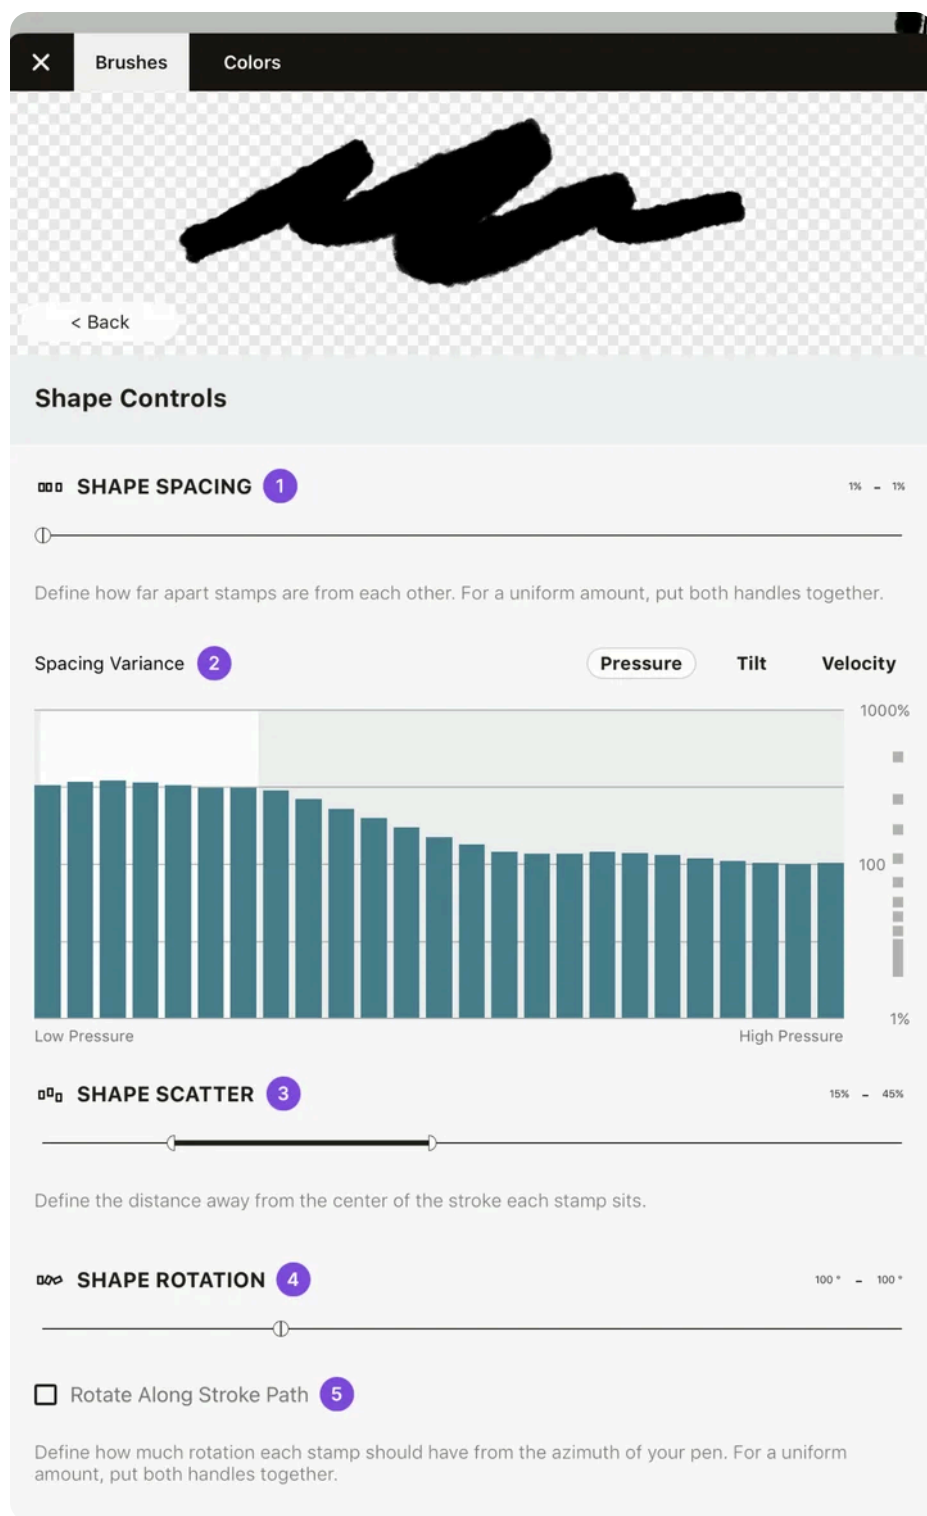 Brushes
Colors
< Back
Shape Controls
SHAPE SPACING 1 1% - 1%
Define how far apart stamps are from each other. For a uniform amount, put both handles together.
Spacing Variance 2 Pressure Tilt Velocity
1000%
100
1%
Low Pressure High Pressure
SHAPE SCATTER 3 15% - 45%
Define the distance away from the center of the stroke each stamp sits.
SHAPE ROTATION 4 100 ° - 100 °
Rotate Along Stroke Path 5
Define how much rotation each stamp should have from the azimuth of your pen. For a uniform
amount, put both handles together.